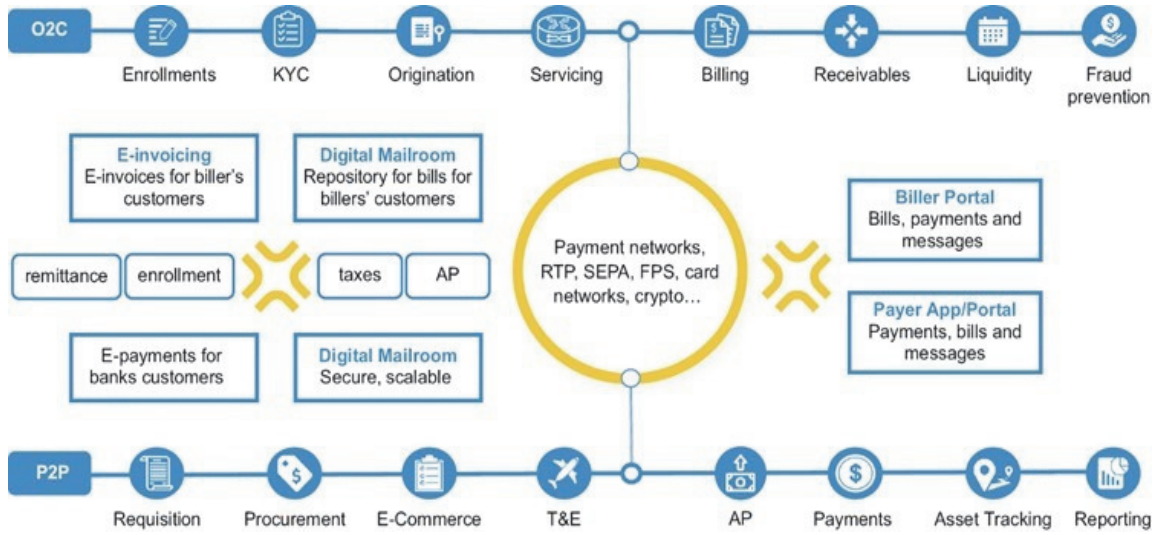 O2C
Enrollments
KYC
Origination
Servicing
Billing
Receivables
Liquidity
Fraud
prevention
E-invoicing
E-invoices for biller's
customers
Digital Mailroom
Repository for bills for
billers' customers
remittance
enrollment
taxes
AP
E-payments for
banks customers
Digital Mailroom
Secure, scalable
Payment networks,
RTP, SEPA, FPS, card
networks, crypto...
Biller Portal
Bills, payments and
messages
Payer App/Portal
Payments, bills and
messages
P2P
Requisition
Procurement
E-Commerce
T&E
AP
Payments
Asset Tracking
Reporting